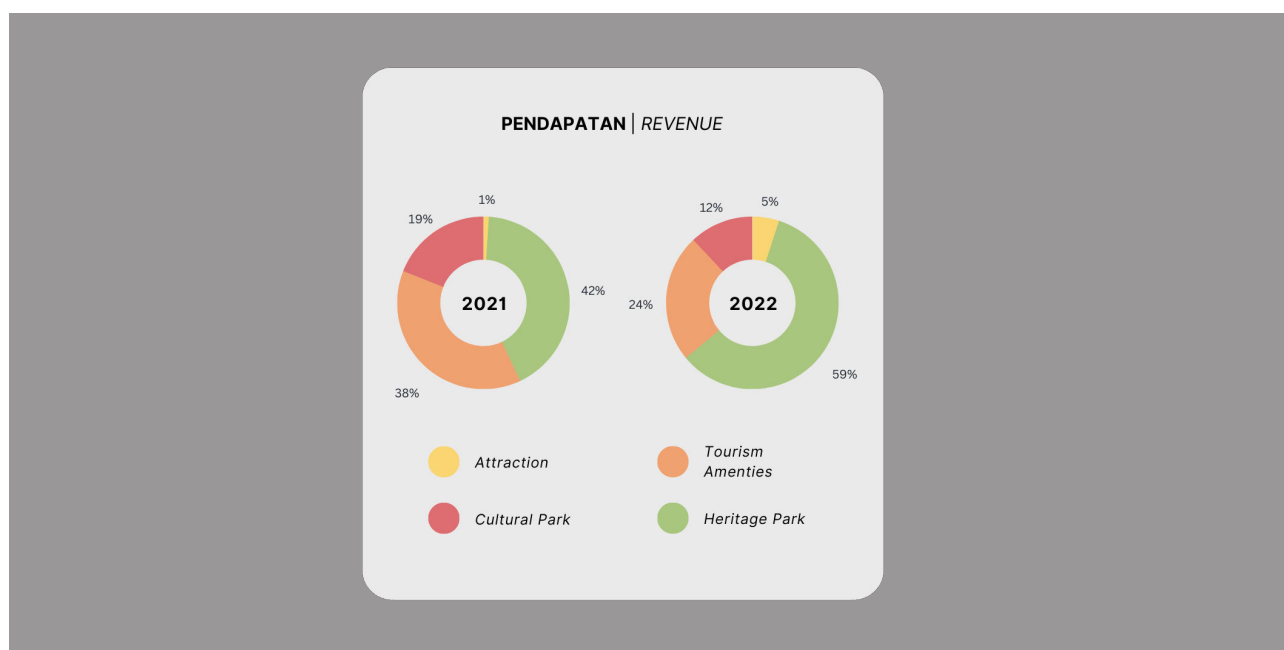 PENDAPATAN | REVENUE
1%
19%
42%
38%
2021
5%
12%
24%
59%
2022
Attraction
Tourism
Amenties
Cultural Park
Heritage Park